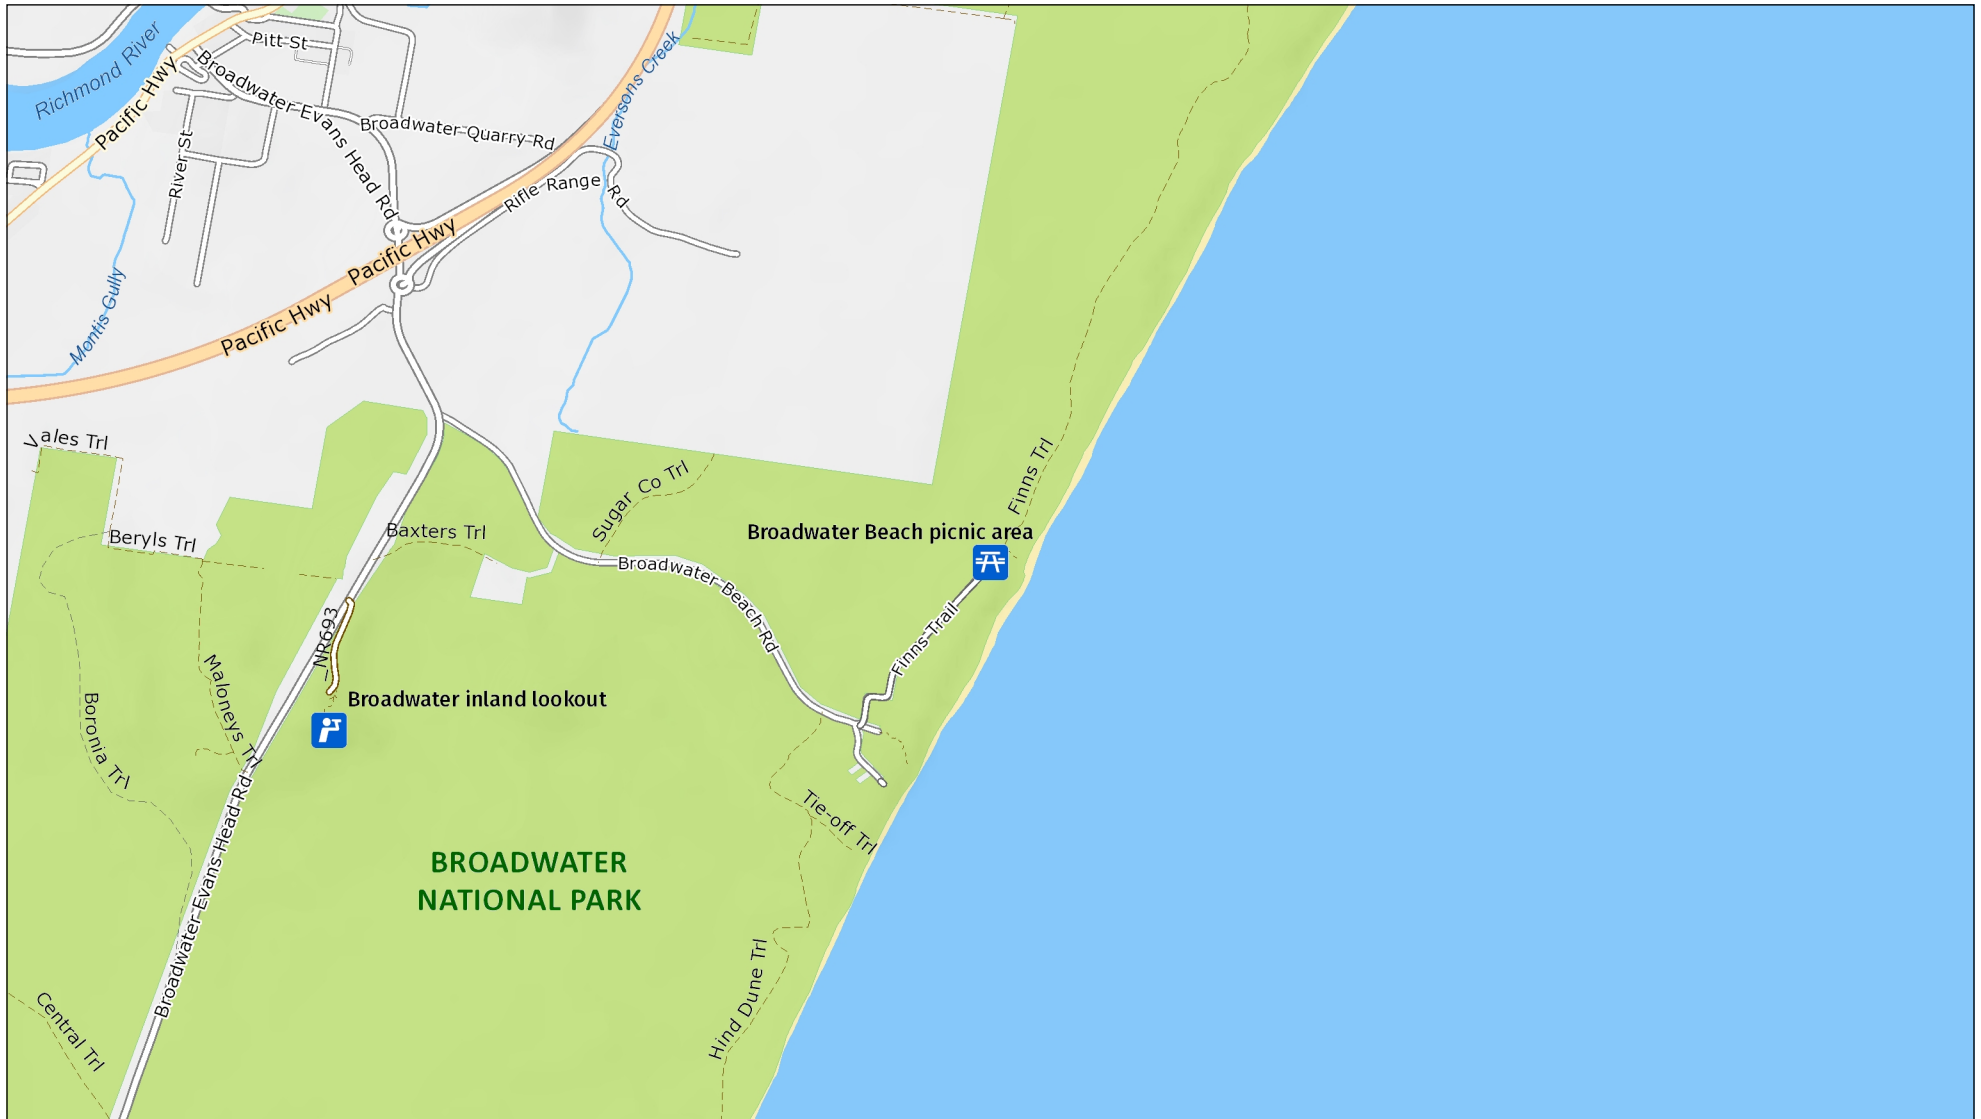 Pitt St
Richmond River
Pacific Hwy
Broadwater Evans Head Rd
Eversons Creek
Broadwater Quarry Rd
River St
Rifle Range Rd
Pacific Hwy
Pacific Hwy
Montis Gully
Vales Trl
Finns Trl
Sugar Co Trl
Beryls Trl
Baxters Trl
Broadwater Beach picnic area
Broadwater Beach Rd
NR693
Finns Trail
Maloneys Trl
Broadwater inland lookout
Boronia Trl
Tie-off Trl
Broadwater Evans Head Rd
BROADWATER
NATIONAL PARK
Hind Dune Trl
Central Trl